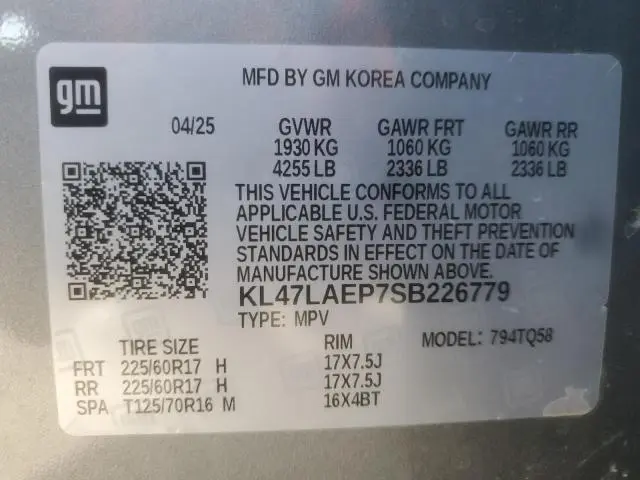 gm
MFD BY GM KOREA COMPANY
04/25 GVWR GAWR FRT GAWR RR
1930 KG 1060 KG 1060 KG
4255 LB 2336 LB 2336 LB
THIS VEHICLE CONFORMS TO ALL
APPLICABLE U.S. FEDERAL MOTOR
VEHICLE SAFETY AND THEFT PREVENTION
STANDARDS IN EFFECT ON THE DATE OF
MANUFACTURE SHOWN ABOVE.
KL47LAEP7SB226779
TYPE: MPV MODEL: 794TQ58
TIRE SIZE RIM
FRT 225/60R17 H 17X7.5J
RR 225/60R17 H 17X7.5J
SPA T125/70R16 M 16X4BT